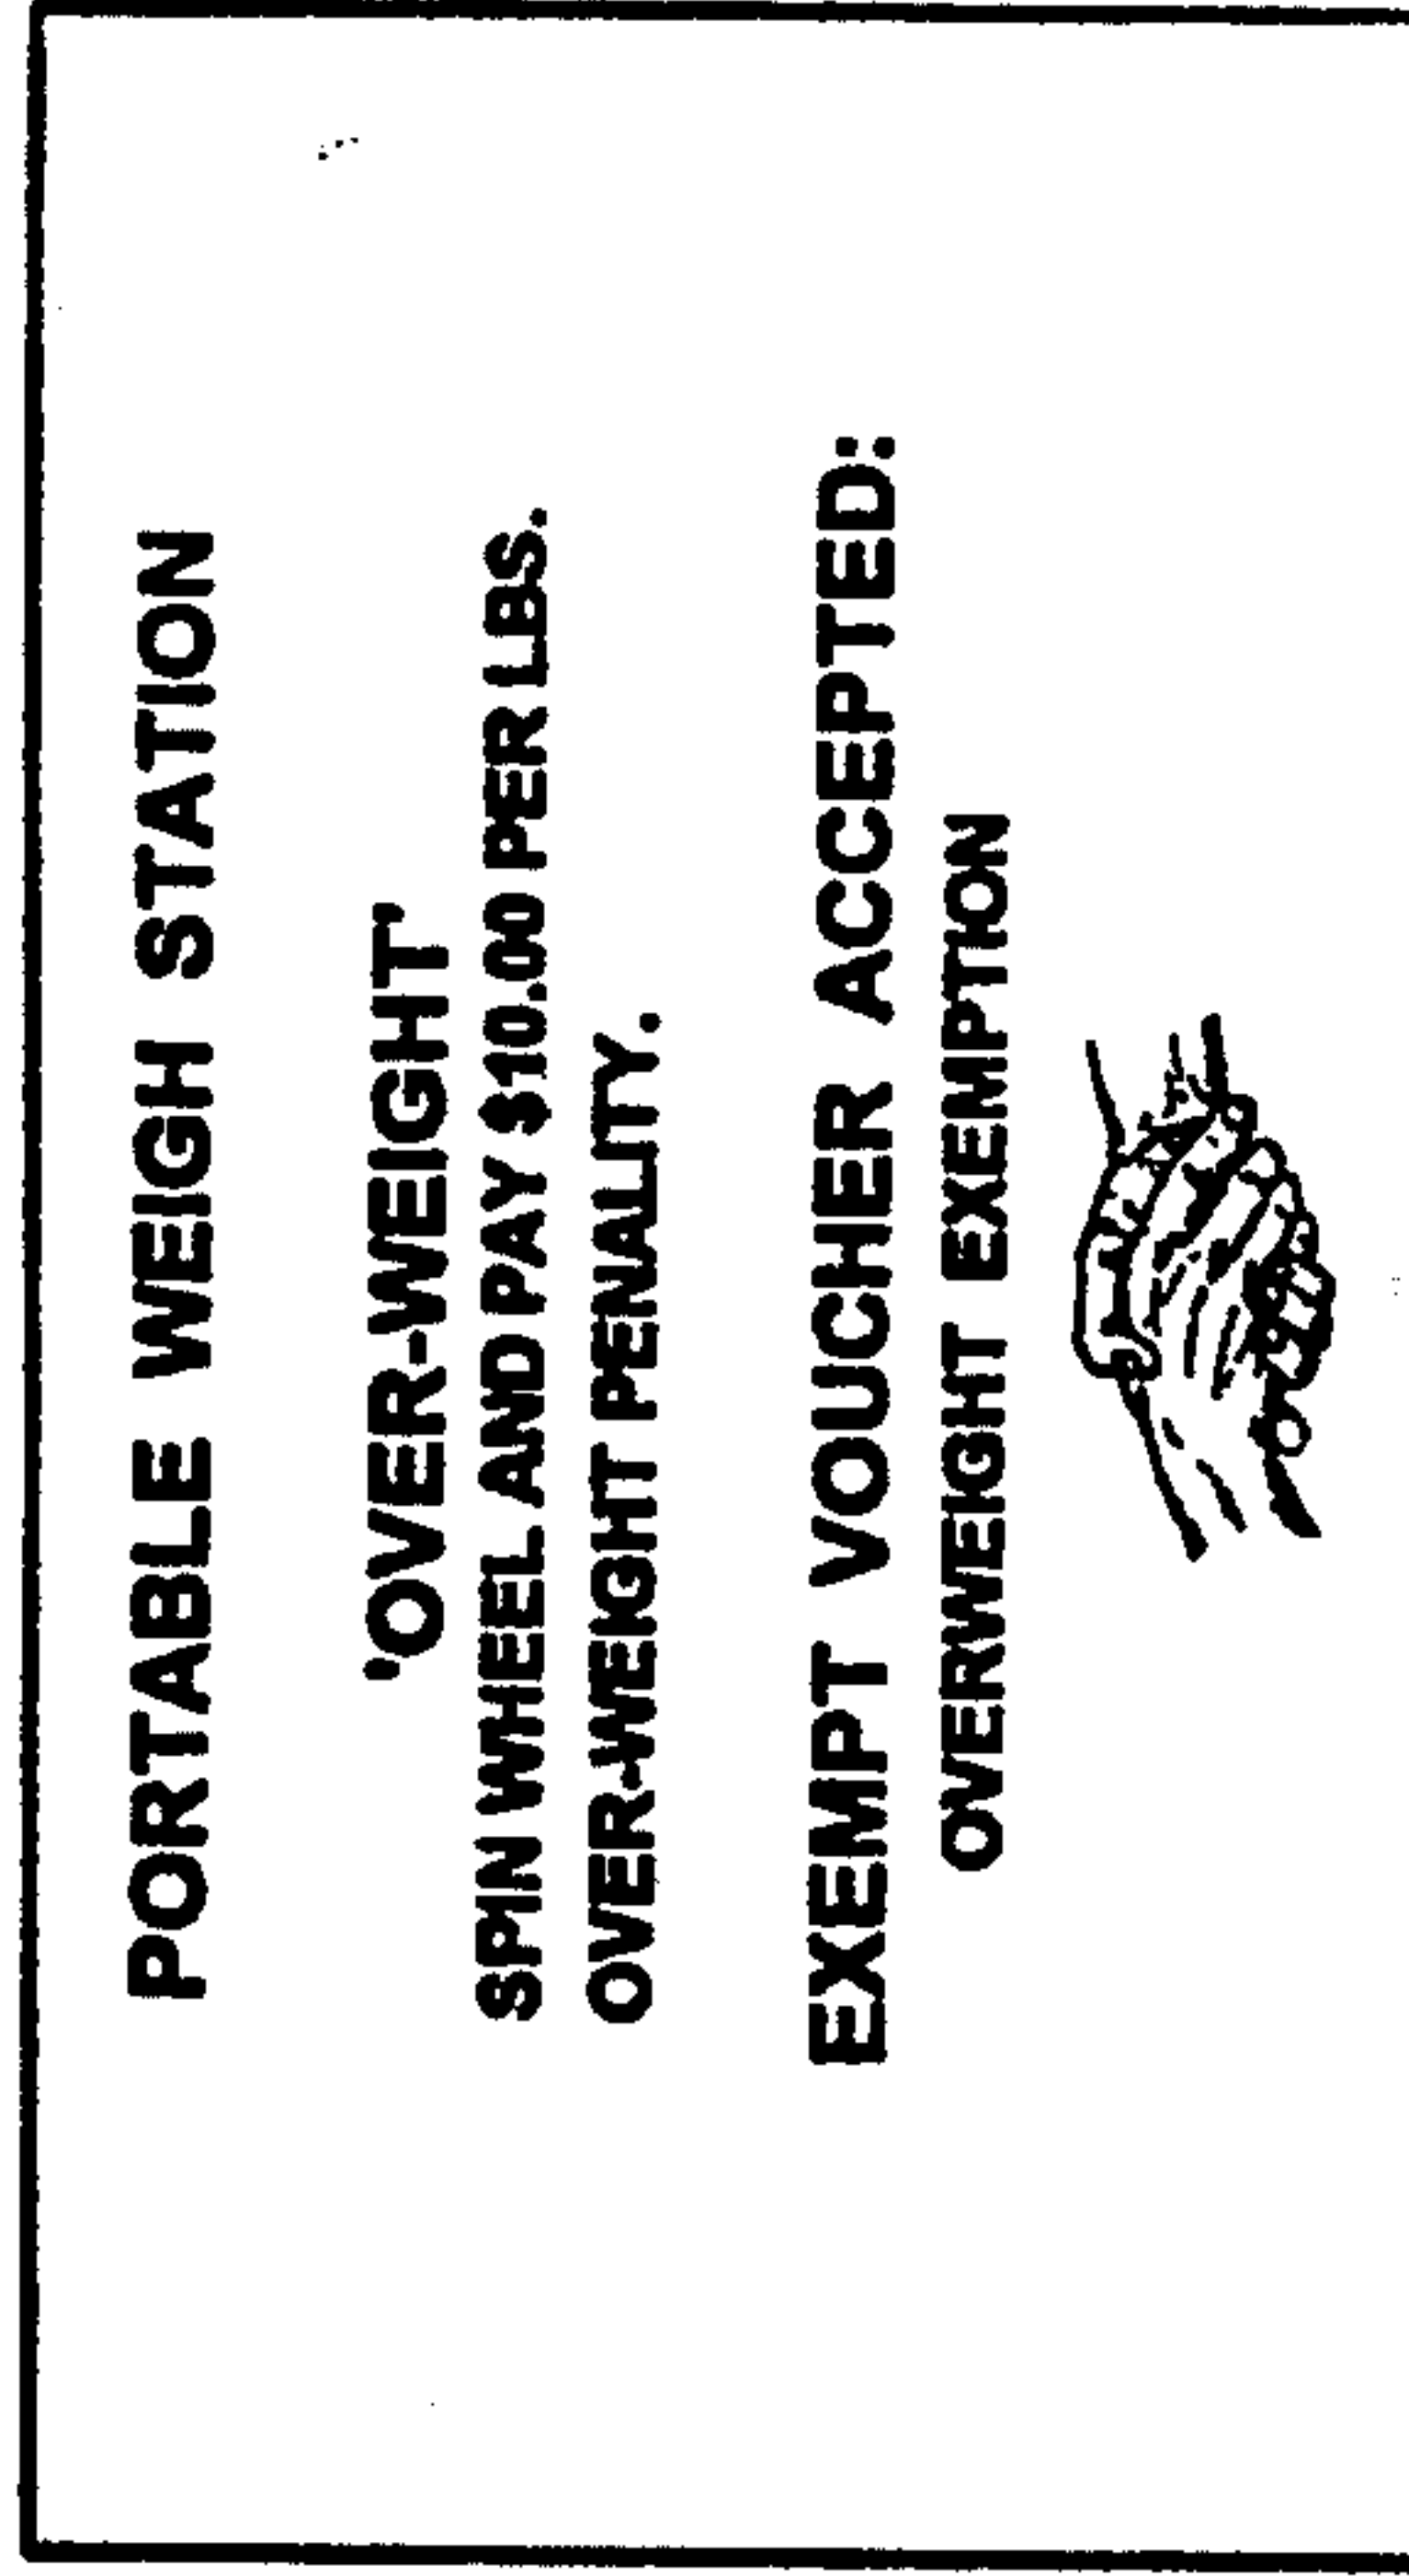 PORTABLE WEIGH STATION
'OVER-WEIGHT'
SPIN WHEEL AND PAY $10.00 PER LBS.
OVER-WEIGHT PENALITY.
EXEMPT VOUCHER ACCEPTED:
OVERWEIGHT EXEMPTION